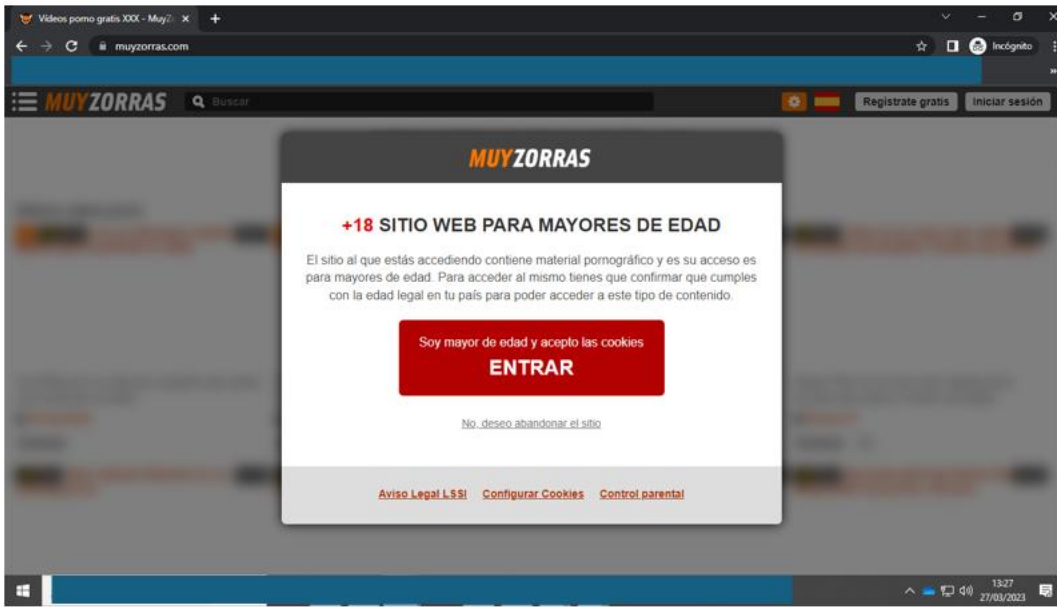 Vídeos porno gratis XXX - MuyZ
muyzorras.com
Incógnito
MUYZORRAS
Buscar
Regístrate gratis
Iniciar sesión
MUYZORRAS
+18 SITIO WEB PARA MAYORES DE EDAD
El sitio al que estás accediendo contiene material pornográfico y es su acceso es
para mayores de edad. Para acceder al mismo tienes que confirmar que cumples
con la edad legal en tu país para poder acceder a este tipo de contenido.
Soy mayor de edad y acepto las cookies
ENTRAR
No, deseo abandonar el sitio
Aviso Legal LSSI
Configurar Cookies
Control parental
13:27
27/03/2023